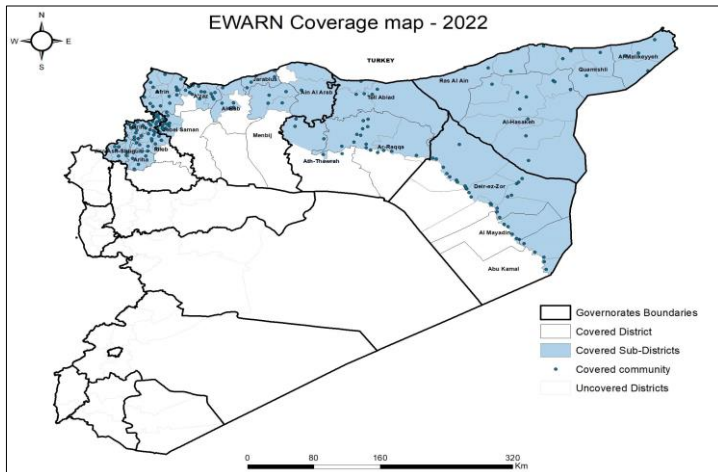 EWARN Coverage map - 2022
N
W
E
S
TURKEY
Al-Malikeyyeh
Quamishli
Jarablus
Afrin
Ras Al Ain
Ain Al Arab
Tell Abiad
Al-Hasakeh
Jebel Saman
Menbij
Idleb
Ariha
Ath-Thawrah
Ar-Raqqa
Deir-ez-Zor
Al Mayadin
Abu Kamal
Governorates Boundaries
Covered District
Covered Sub-Districts
Covered community
Uncovered Districts
0
80
160
320
Km